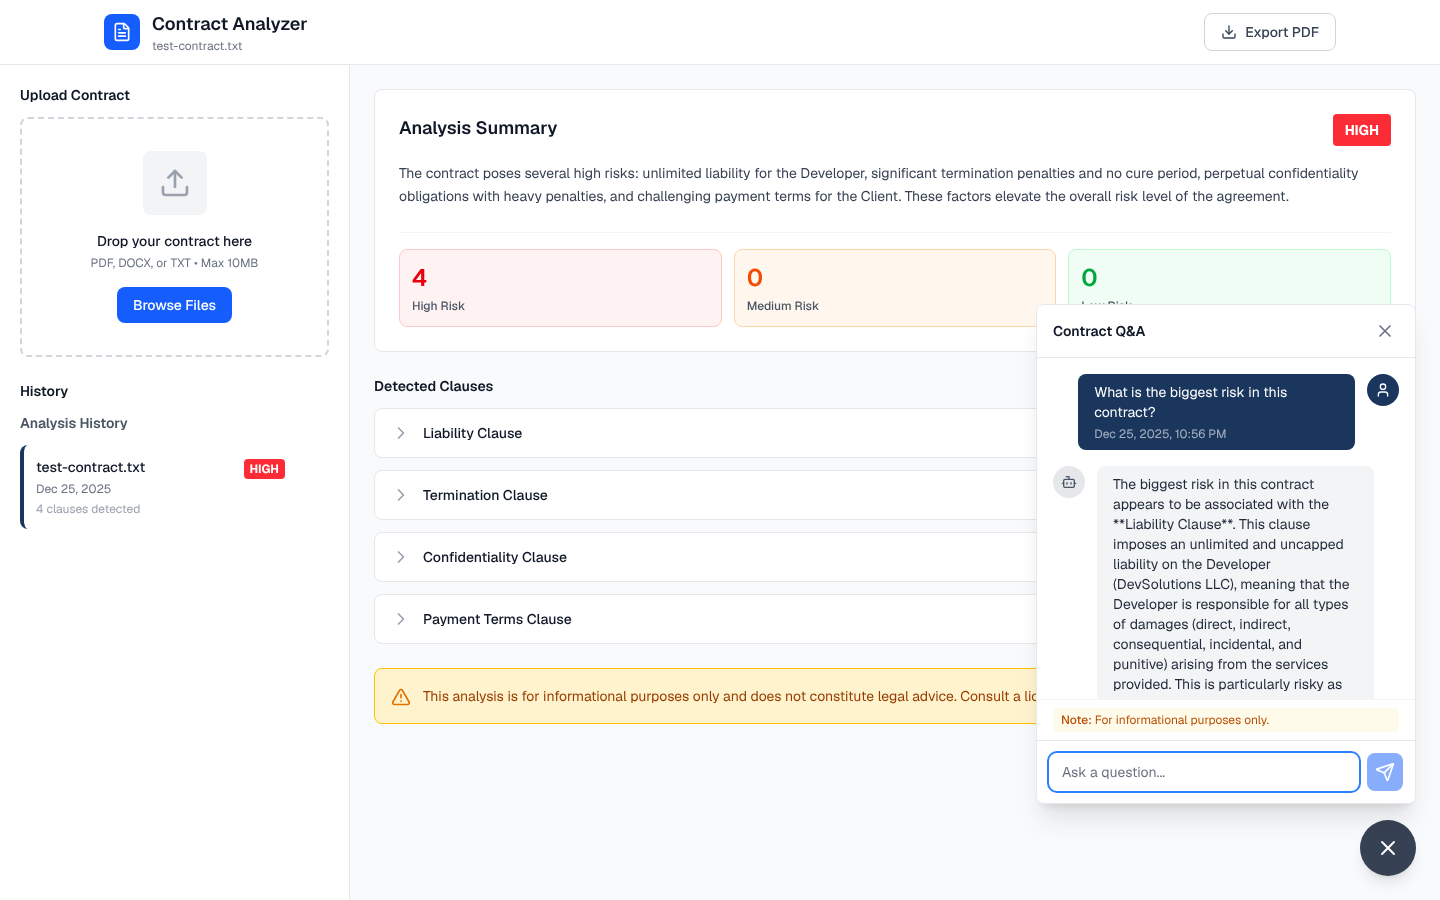 Contract Analyzer
test-contract.txt
Export PDF
Upload Contract
Drop your contract here
PDF, DOCX, or TXT • Max 10MB
Browse Files
History
Analysis History
test-contract.txt
HIGH
Dec 25, 2025
4 clauses detected
Analysis Summary
HIGH
The contract poses several high risks: unlimited liability for the Developer, significant termination penalties and no cure period, perpetual confidentiality
obligations with heavy penalties, and challenging payment terms for the Client. These factors elevate the overall risk level of the agreement.
4
High Risk
0
Medium Risk
0
Low Risk
Detected Clauses
Liability Clause
Termination Clause
Confidentiality Clause
Payment Terms Clause
This analysis is for informational purposes only and does not constitute legal advice. Consult a
Contract Q&A
What is the biggest risk in this
contract?
Dec 25, 2025, 10:56 PM
The biggest risk in this contract
appears to be associated with the
**Liability Clause**. This clause
imposes an unlimited and uncapped
liability on the Developer
(DevSolutions LLC), meaning that the
Developer is responsible for all types
of damages (direct, indirect,
consequential, incidental, and
punitive) arising from the services
provided. This is particularly risky as
Note: For informational purposes only.
Ask a question...